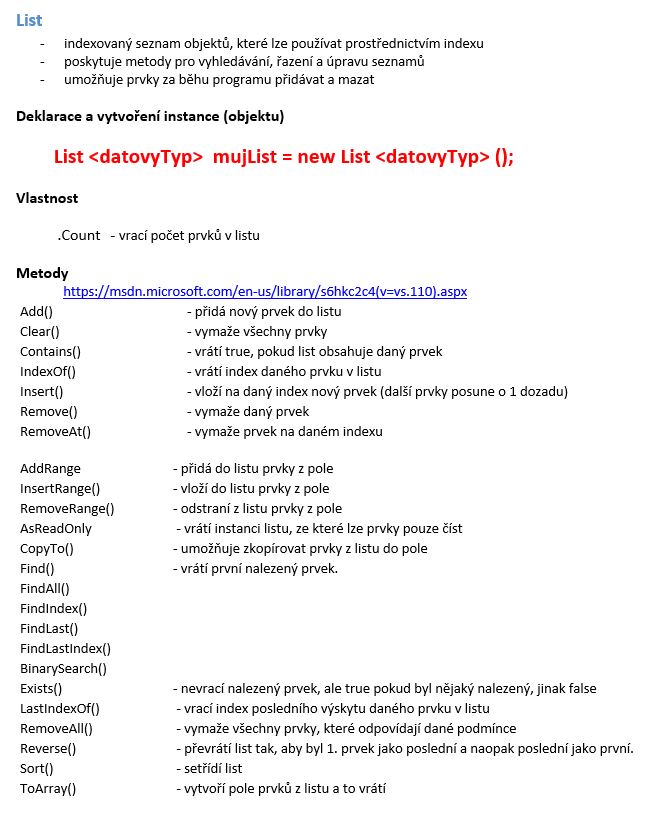 List
- indexovaný seznam objektů, které lze používat prostřednictvím indexu
- poskytuje metody pro vyhledávání, řazení a úpravu seznamů
- umožňuje prvky za běhu programu přidávat a mazat
Deklarace a vytvoření instance (objektu)
List <datovyTyp> mujList = new List <datovyTyp> ();
Vlastnost
.Count - vrací počet prvků v listu
Metody
https://msdn.microsoft.com/en-us/library/s6hkc2c4(v=vs.110).aspx
Add() - přidá nový prvek do listu
Clear() - vymaže všechny prvky
Contains() - vrátí true, pokud list obsahuje daný prvek
IndexOf() - vrátí index daného prvku v listu
Insert() - vloží na daný index nový prvek (další prvky posune o 1 dozadu)
Remove() - vymaže daný prvek
RemoveAt() - vymaže prvek na daném indexu
AddRange - přidá do listu prvky z pole
InsertRange() - vloží do listu prvky z pole
RemoveRange() - odstraní z listu prvky z pole
AsReadOnly - vrátí instanci listu, ze které lze prvky pouze číst
CopyTo() - umožňuje zkopírovat prvky z listu do pole
Find() - vrátí první nalezený prvek.
FindAll()
FindIndex()
FindLast()
FindLastIndex()
BinarySearch()
Exists() - nevrací nalezený prvek, ale true pokud byl nějaký nalezený, jinak false
LastIndexOf() - vrací index posledního výskytu daného prvku v listu
RemoveAll() - vymaže všechny prvky, které odpovídají dané podmínce
Reverse() - převrátí list tak, aby byl 1. prvek jako poslední a naopak poslední jako první.
Sort() - setřídí list
ToArray() - vytvoří pole prvků z listu a to vrátí